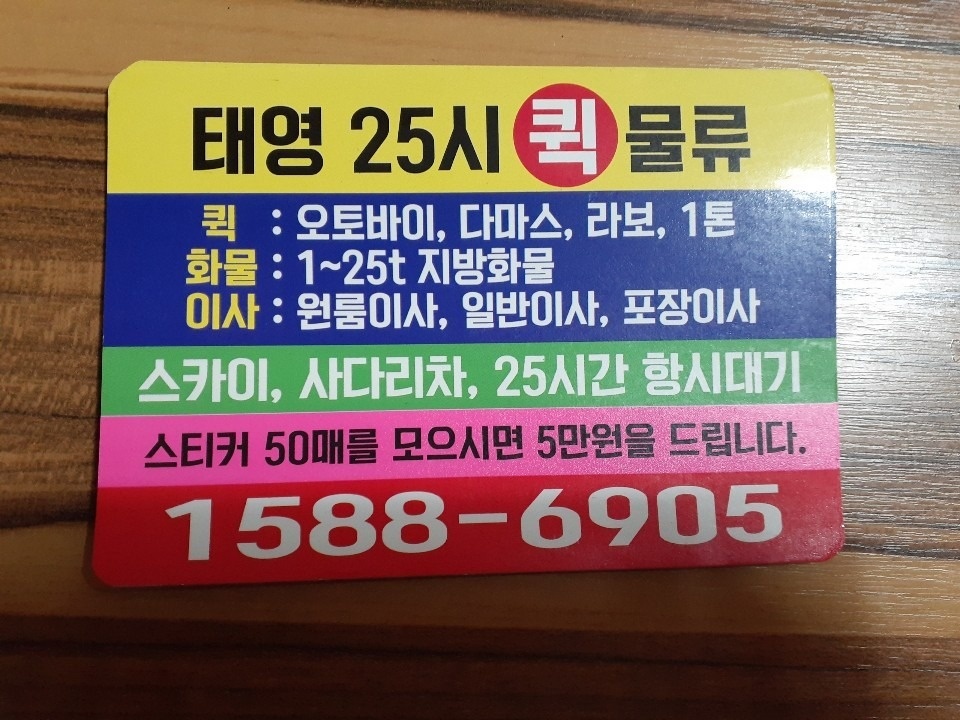 태영 25시 퀵 물류
퀵 : 오토바이, 다마스, 라보, 1톤
화물 : 1~25t 지방화물
이사 : 원룸이사, 일반이사, 포장이사
스카이, 사다리차, 25시간 항시대기
스티커 50매를 모으시면 5만원을 드립니다.
1588-6905